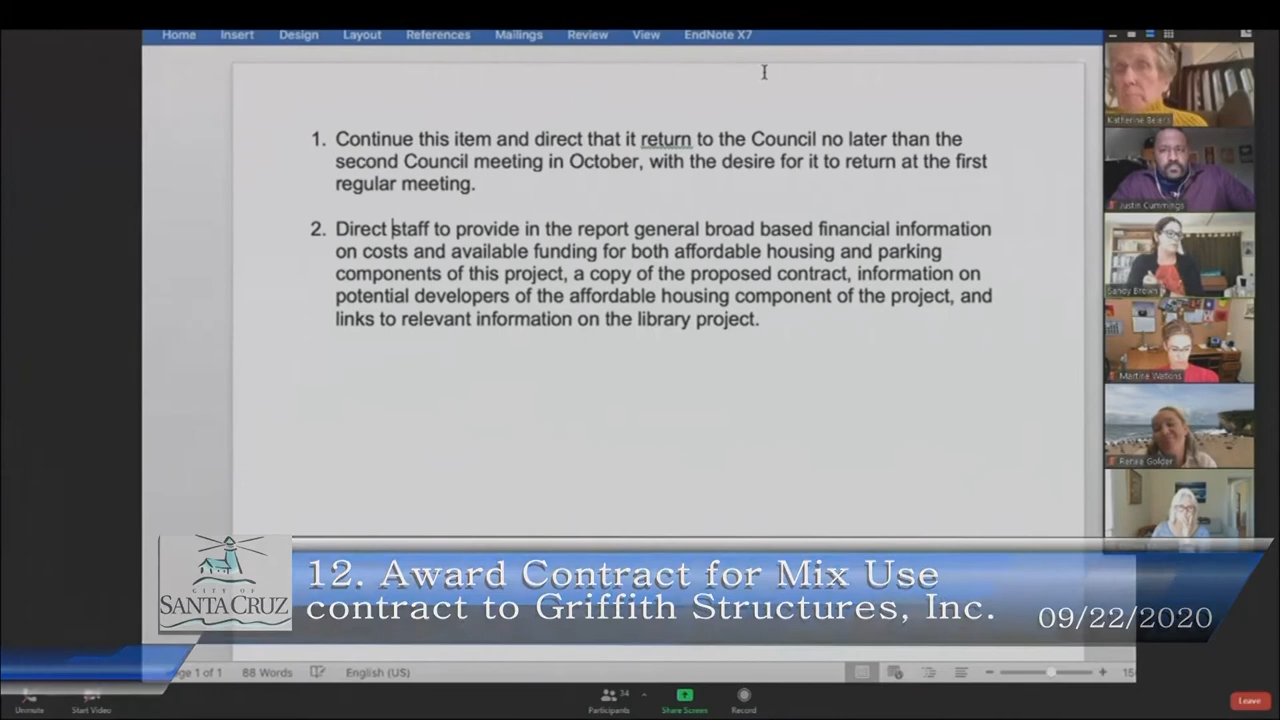 Home Insert Design Layout References Mailings Review View EndNote X7
1. Continue this item and direct that it return to the Council no later than the
second Council meeting in October, with the desire for it to return at the first
regular meeting.
2. Direct staff to provide in the report general broad based financial information
on costs and available funding for both affordable housing and parking
components of this project, a copy of the proposed contract, information on
potential developers of the affordable housing component of the project, and
links to relevant information on the library project.
Katherine Beiers
Justin Cummings
Sandy Brown
Martine Watkins
Renee Golder
CITY OF
SANTA CRUZ
12. Award Contract for Mix Use
contract to Griffith Structures, Inc.
09/22/2020
1 of 1 88 Words English (US)
Unmute Start Video 34 Participants Share Screen Record Leave